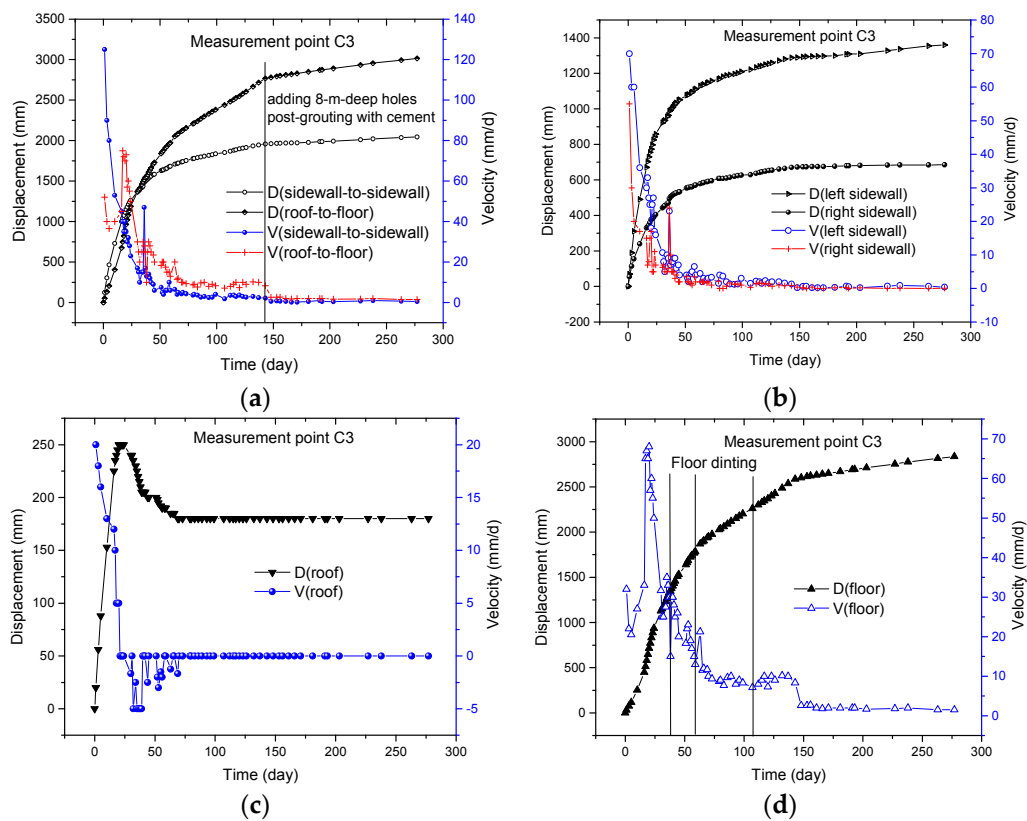 Measurement point C3
Displacement (mm)
3500
3000
2500
2000
1500
1000
500
0
140
120
100
80
60
40
20
0
Velocity (mm/d)
adding 8-m-deep holes
post-grouting with cement
D(sidewall-to-sidewall)
D(roof-to-floor)
V(sidewall-to-sidewall)
V(roof-to-floor)
0 50 100 150 200 250 300
Time (day)
(a)
Measurement point C3
Displacement (mm)
1400
1200
1000
800
600
400
200
0
-200
80
70
60
50
40
30
20
10
0
-10
Velocity (mm/d)
D(left sidewall)
D(right sidewall)
V(left sidewall)
V(right sidewall)
0 50 100 150 200 250 300
Time (day)
(b)
Measurement point C3
Displacement (mm)
250
200
150
100
50
0
20
15
10
5
0
-5
Velocity (mm/d)
D(roof)
V(roof)
0 50 100 150 200 250 300
Time (day)
(c)
Measurement point C3
Floor dinting
Displacement (mm)
3000
2500
2000
1500
1000
500
0
70
60
50
40
30
20
10
0
Velocity (mm/d)
D(floor)
V(floor)
0 50 100 150 200 250 300
Time (day)
(d)